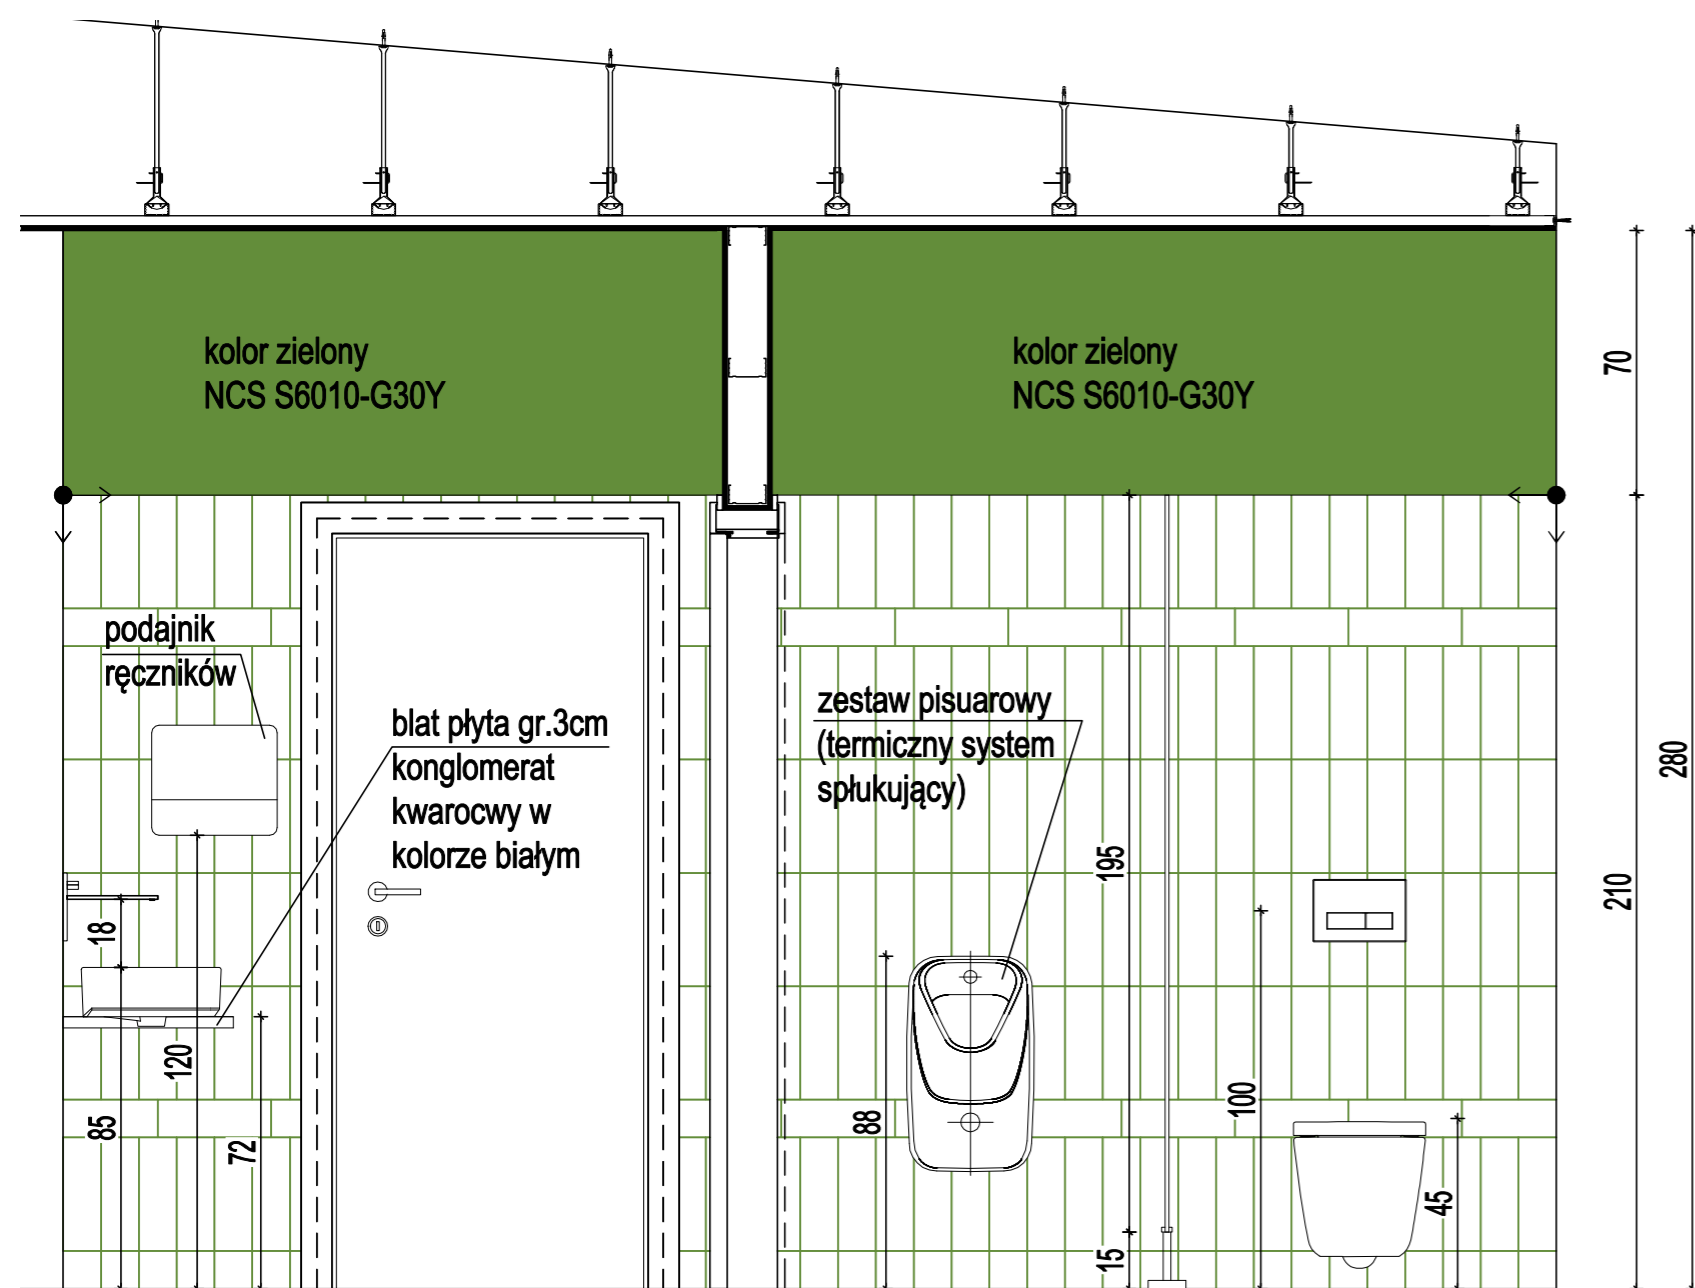 kolor zielony
NCS S6010-G30Y
kolor zielony
NCS S6010-G30Y
70
280
210
podajnik
ręczników
blat płyta gr.3cm
konglomerat
kwarocwy w
kolorze białym
zestaw pisuarowy
(termiczny system
spłukujący)
195
18
120
85
72
88
100
45
15